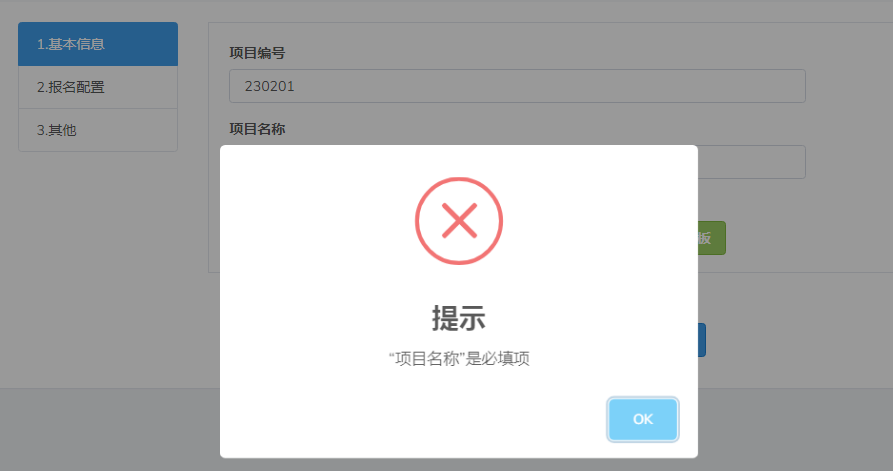 1.基本信息
2.报名配置
3.其他
项目编号
230201
项目名称
板
提示
“项目名称”是必填项
OK